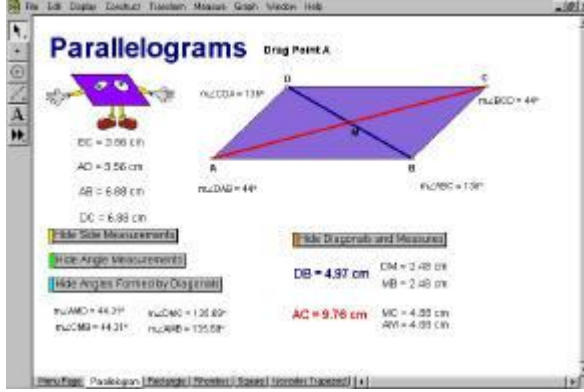 File Edit Display Construct Transform Measure Graph Window Help
Parallelograms
Drag Point A
D
C
m∠CDA = 136°
m∠BCD = 44°
M
A
B
m∠DAB = 44°
m∠ABC = 136°
BC = 3.56 cm
AD = 3.56 cm
AB = 6.88 cm
DC = 6.88 cm
Hide Side Measurements
Hide Diagonals and Measures
Hide Angle Measurements
Hide Angles Formed by Diagonals
DB = 4.97 cm
DM = 2.48 cm
MB = 2.48 cm
AC = 9.76 cm
MC = 4.88 cm
AM = 4.88 cm
Menu Page
Parallelogram
Rectangle
Rhombus
Square
Isosceles Trapezoid